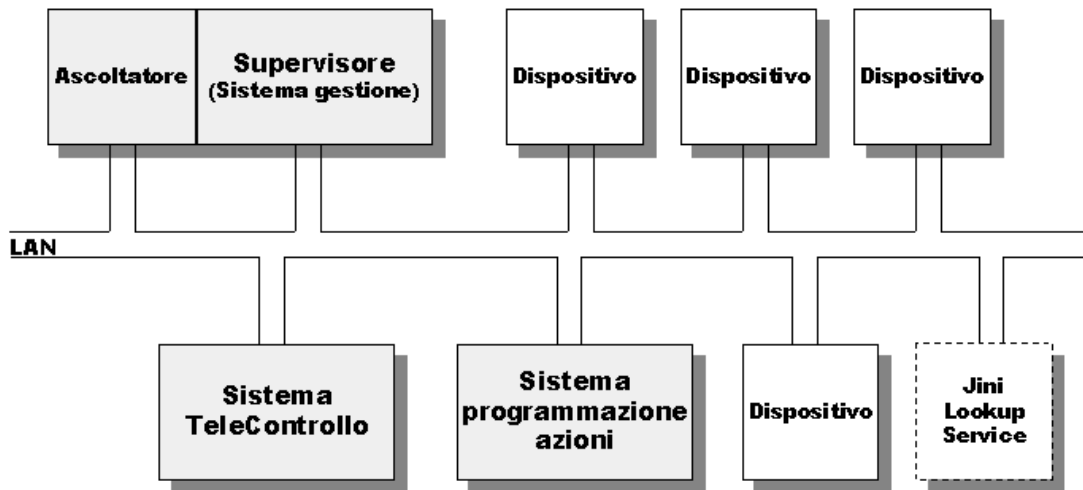 Ascoltatore
Supervisore
(Sistema gestione)
Dispositivo
Dispositivo
Dispositivo
LAN
Sistema
TeleControllo
Sistema
programmazione
azioni
Dispositivo
Jini
Lookup
Service